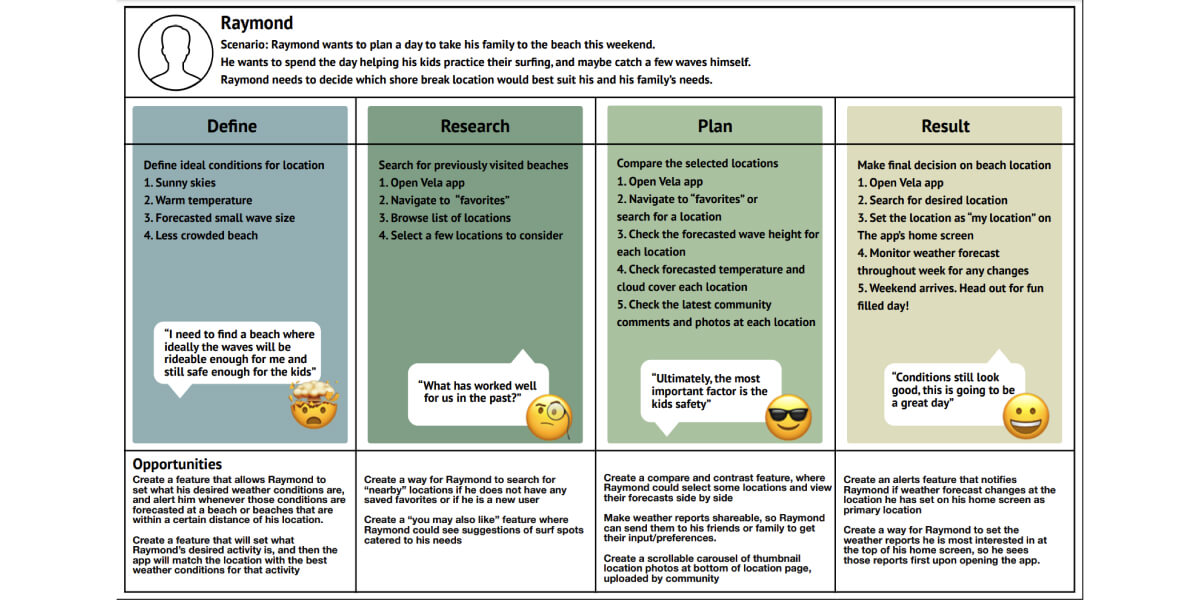 Raymond
Scenario: Raymond wants to plan a day to take his family to the beach this weekend.
He wants to spend the day helping his kids practice their surfing, and maybe catch a few waves himself.
Raymond needs to decide which shore break location would best suit his and his family's needs.
Define
Define ideal conditions for location
1. Sunny skies
2. Warm temperature
3. Forecasted small wave size
4. Less crowded beach
"I need to find a beach where
ideally the waves will be
rideable enough for me and
still safe enough for the kids"
Research
Search for previously visited beaches
1. Open Vela app
2. Navigate to "favorites"
3. Browse list of locations
4. Select a few locations to consider
"What has worked well
for us in the past?"
Plan
Compare the selected locations
1. Open Vela app
2. Navigate to "favorites" or
search for a location
3. Check the forecasted wave height for
each location
4. Check forecasted temperature and
cloud cover each location
5. Check the latest community
comments and photos at each location
"Ultimately, the most
important factor is the
kids safety"
Result
Make final decision on beach location
1. Open Vela app
2. Search for desired location
3. Set the location as "my location" on
The app's home screen
4. Monitor weather forecast
throughout week for any changes
5. Weekend arrives. Head out for fun
filled day!
"Conditions still look
good, this is going to be
a great day"
Opportunities
Create a feature that allows Raymond to
set what his desired weather conditions are,
and alert him whenever those conditions are
forecasted at a beach or beaches that are
within a certain distance of his location.
Create a feature that will set what
Raymond's desired activity is, and then the
app will match the location with the best
weather conditions for that activity
Create a way for Raymond to search for
"nearby" locations if he does not have any
saved favorites or if he is a new user
Create a "you may also like" feature where
Raymond could see suggestions of surf spots
catered to his needs
Create a compare and contrast feature, where
Raymond could select some locations and view
their forecasts side by side
Make weather reports shareable, so Raymond
can send them to his friends or family to get
their input/preferences.
Create a scrollable carousel of thumbnail
location photos at bottom of location page,
uploaded by community
Create an alerts feature that notifies
Raymond if weather forecast changes at the
location he has set on his home screen as
primary location
Create a way for Raymond to set the
weather reports he is most interested in at
the top of his home screen, so he sees
those reports first upon opening the app.